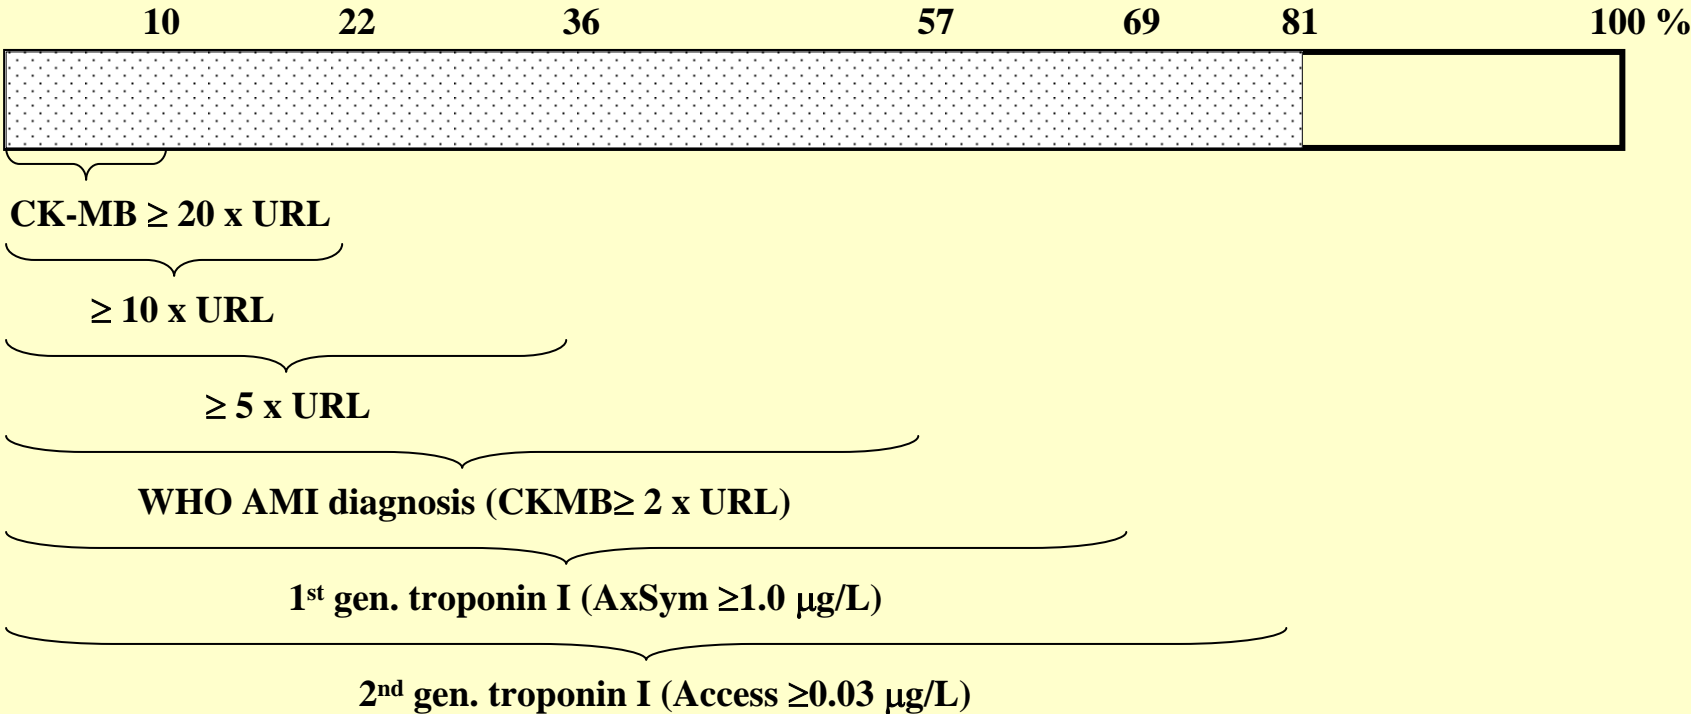 10 22 36 57 69 81 100 %
CK-MB ≥ 20 x URL
≥ 10 x URL
≥ 5 x URL
WHO AMI diagnosis (CKMB≥ 2 x URL)
1st gen. troponin I (AxSym ≥1.0 μg/L)
2nd gen. troponin I (Access ≥0.03 μg/L)